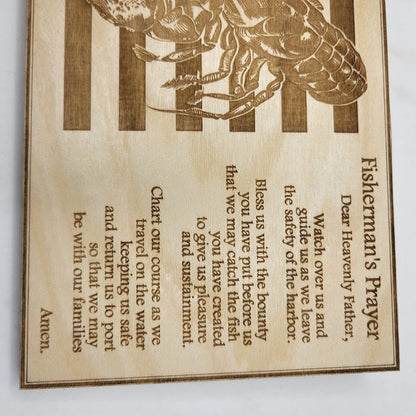 Fisherman's Prayer
Dear Heavenly Father,
Watch over us and
guide us as we leave
the safety of the harbor.
Bless us with the bounty
you have put before us
that we may catch the fish
you have created
to give us pleasure
and sustainment.
Chart our course as we
travel on the water
keeping us safe
and return us to port
so that we may
be with our families
Amen.